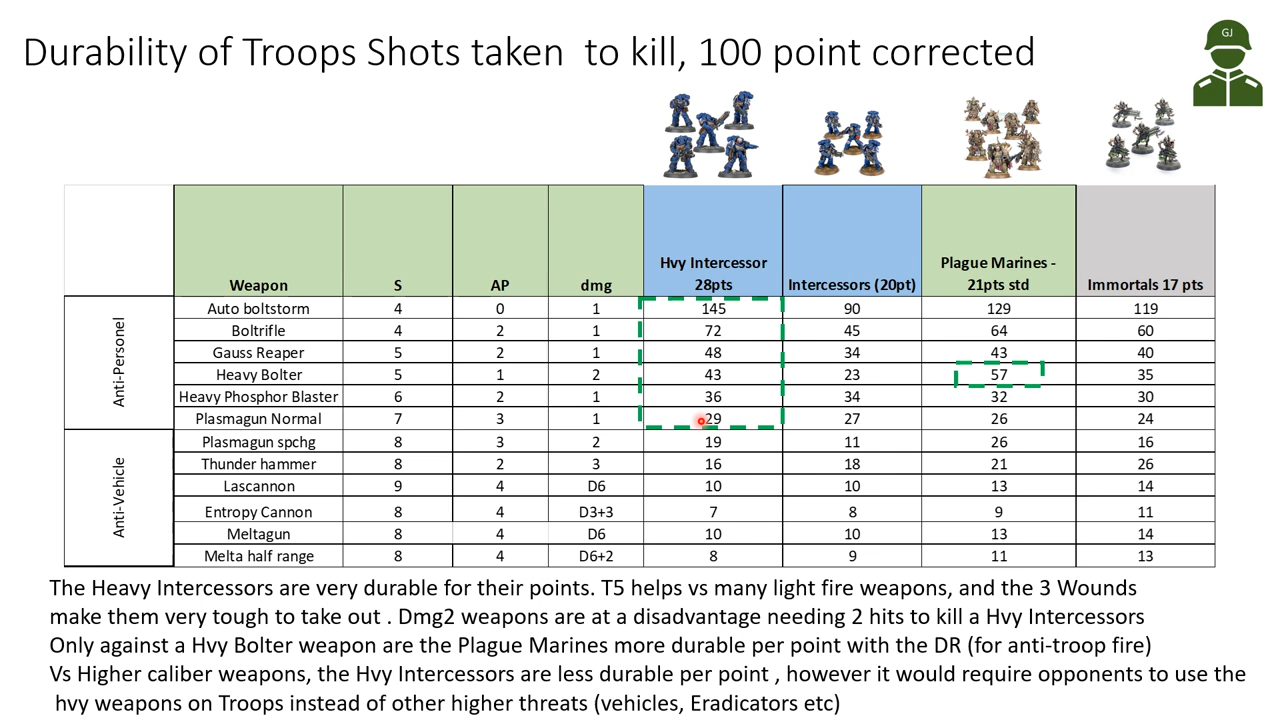 Durability of Troops Shots taken to kill, 100 point corrected
GJ
Weapon S AP dmg Hvy Intercessor 28pts Intercessors (20pt) Plague Marines - 21pts std Immortals 17 pts
Anti-Personel
Auto boltstorm 4 0 1 145 90 129 119
Boltrifle 4 2 1 72 45 64 60
Gauss Reaper 5 2 1 48 34 43 40
Heavy Bolter 5 1 2 43 23 57 35
Heavy Phosphor Blaster 6 2 1 36 34 32 30
Plasmagun Normal 7 3 1 29 27 26 24
Anti-Vehicle
Plasmagun spchg 8 3 2 19 11 26 16
Thunder hammer 8 2 3 16 18 21 26
Lascannon 9 4 D6 10 10 13 14
Entropy Cannon 8 4 D3+3 7 8 9 11
Meltagun 8 4 D6 10 10 13 14
Melta half range 8 4 D6+2 8 9 11 13
The Heavy Intercessors are very durable for their points. T5 helps vs many light fire weapons, and the 3 Wounds
make them very tough to take out . Dmg2 weapons are at a disadvantage needing 2 hits to kill a Hvy Intercessors
Only against a Hvy Bolter weapon are the Plague Marines more durable per point with the DR (for anti-troop fire)
Vs Higher caliber weapons, the Hvy Intercessors are less durable per point , however it would require opponents to use the
hvy weapons on Troops instead of other higher threats (vehicles, Eradicators etc)